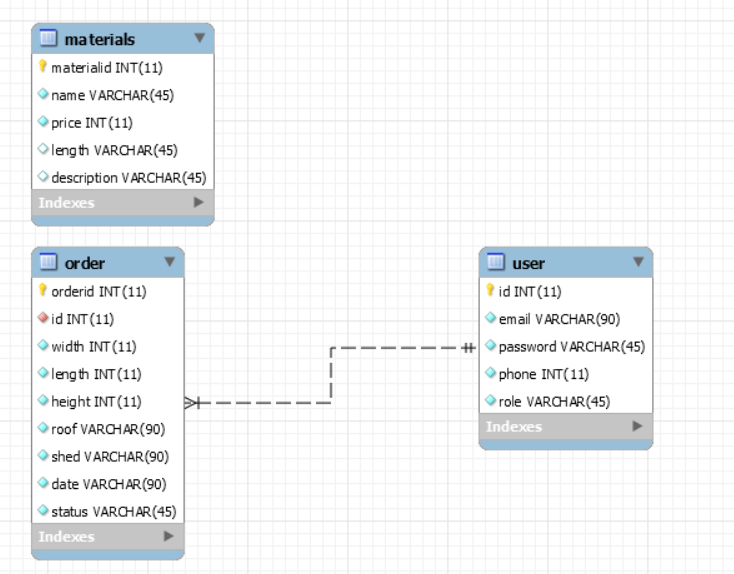 materials
materialid INT(11)
name VARCHAR(45)
price INT(11)
length VARCHAR(45)
description VARCHAR(45)
Indexes
order
orderid INT(11)
id INT(11)
width INT(11)
length INT(11)
height INT(11)
roof VARCHAR(90)
shed VARCHAR(90)
date VARCHAR(90)
status VARCHAR(45)
Indexes
user
id INT(11)
email VARCHAR(90)
password VARCHAR(45)
phone INT(11)
role VARCHAR(45)
Indexes